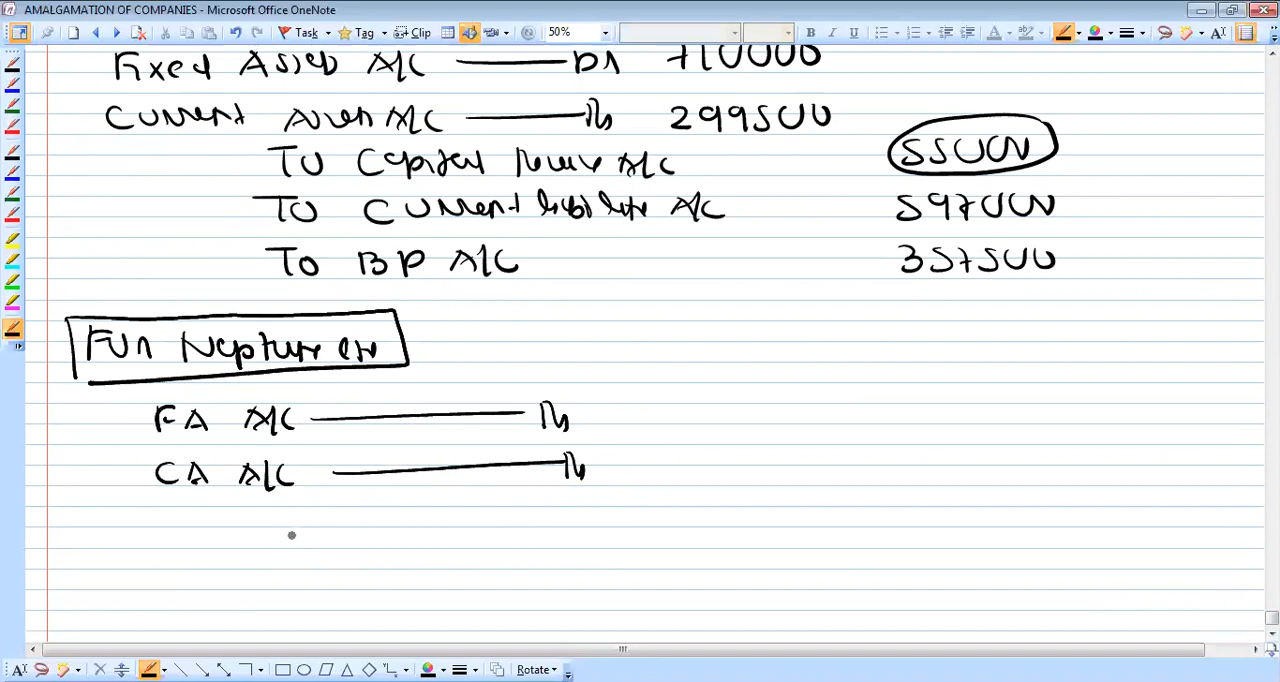 AMALGAMATION OF COMPANIES - Microsoft Office OneNote
Task Tag Clip 50% B I U
Fixed Assets A/C Dr 710000
Current Assets A/C Dr 299500
To Capital Reserve A/C 55000
To Current liabilities A/C 597000
To BP A/C 357500
For Neptune
FA A/C Dr
CA A/C Dr
Rotate